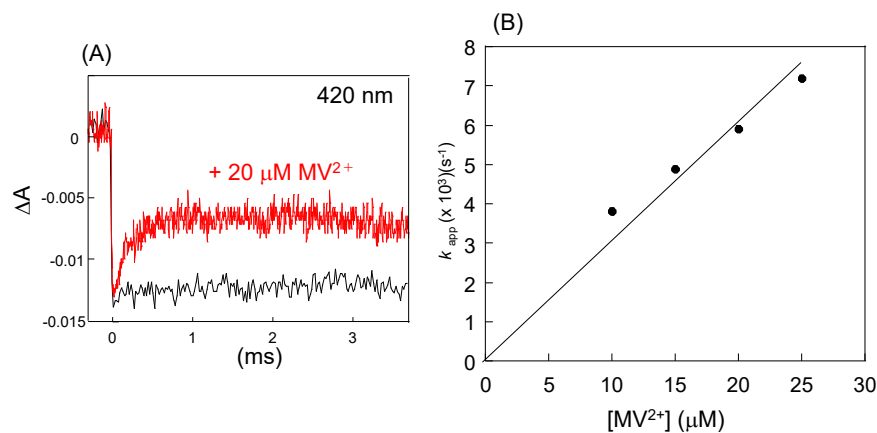 (A)
420 nm
+ 20 μM MV²⁺
0
-0.005
-0.01
-0.015
ΔA
0 1 2 3
(ms)
(B)
8
7
6
5
4
3
2
1
0
k app (x 10³)(s⁻¹)
0 5 10 15 20 25 30
[MV²⁺] (μM)